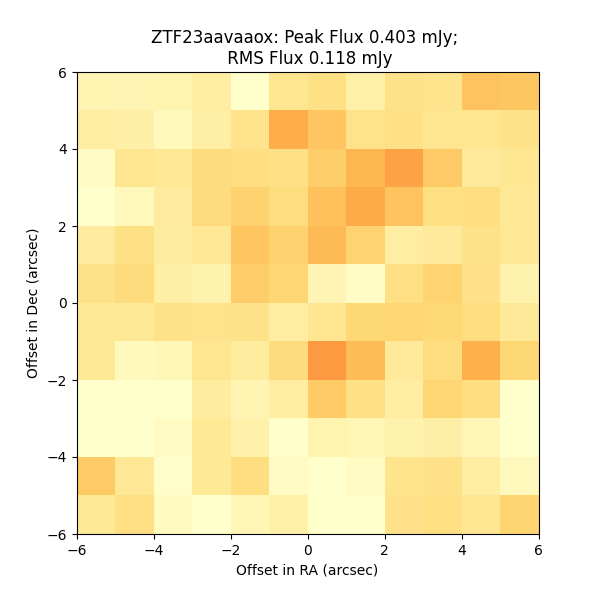 ZTF23aavaaox: Peak Flux 0.403 mJy;
RMS Flux 0.118 mJy
6
4
2
0
−2
−4
−6
Offset in Dec (arcsec)
−6 −4 −2 0 2 4 6
Offset in RA (arcsec)